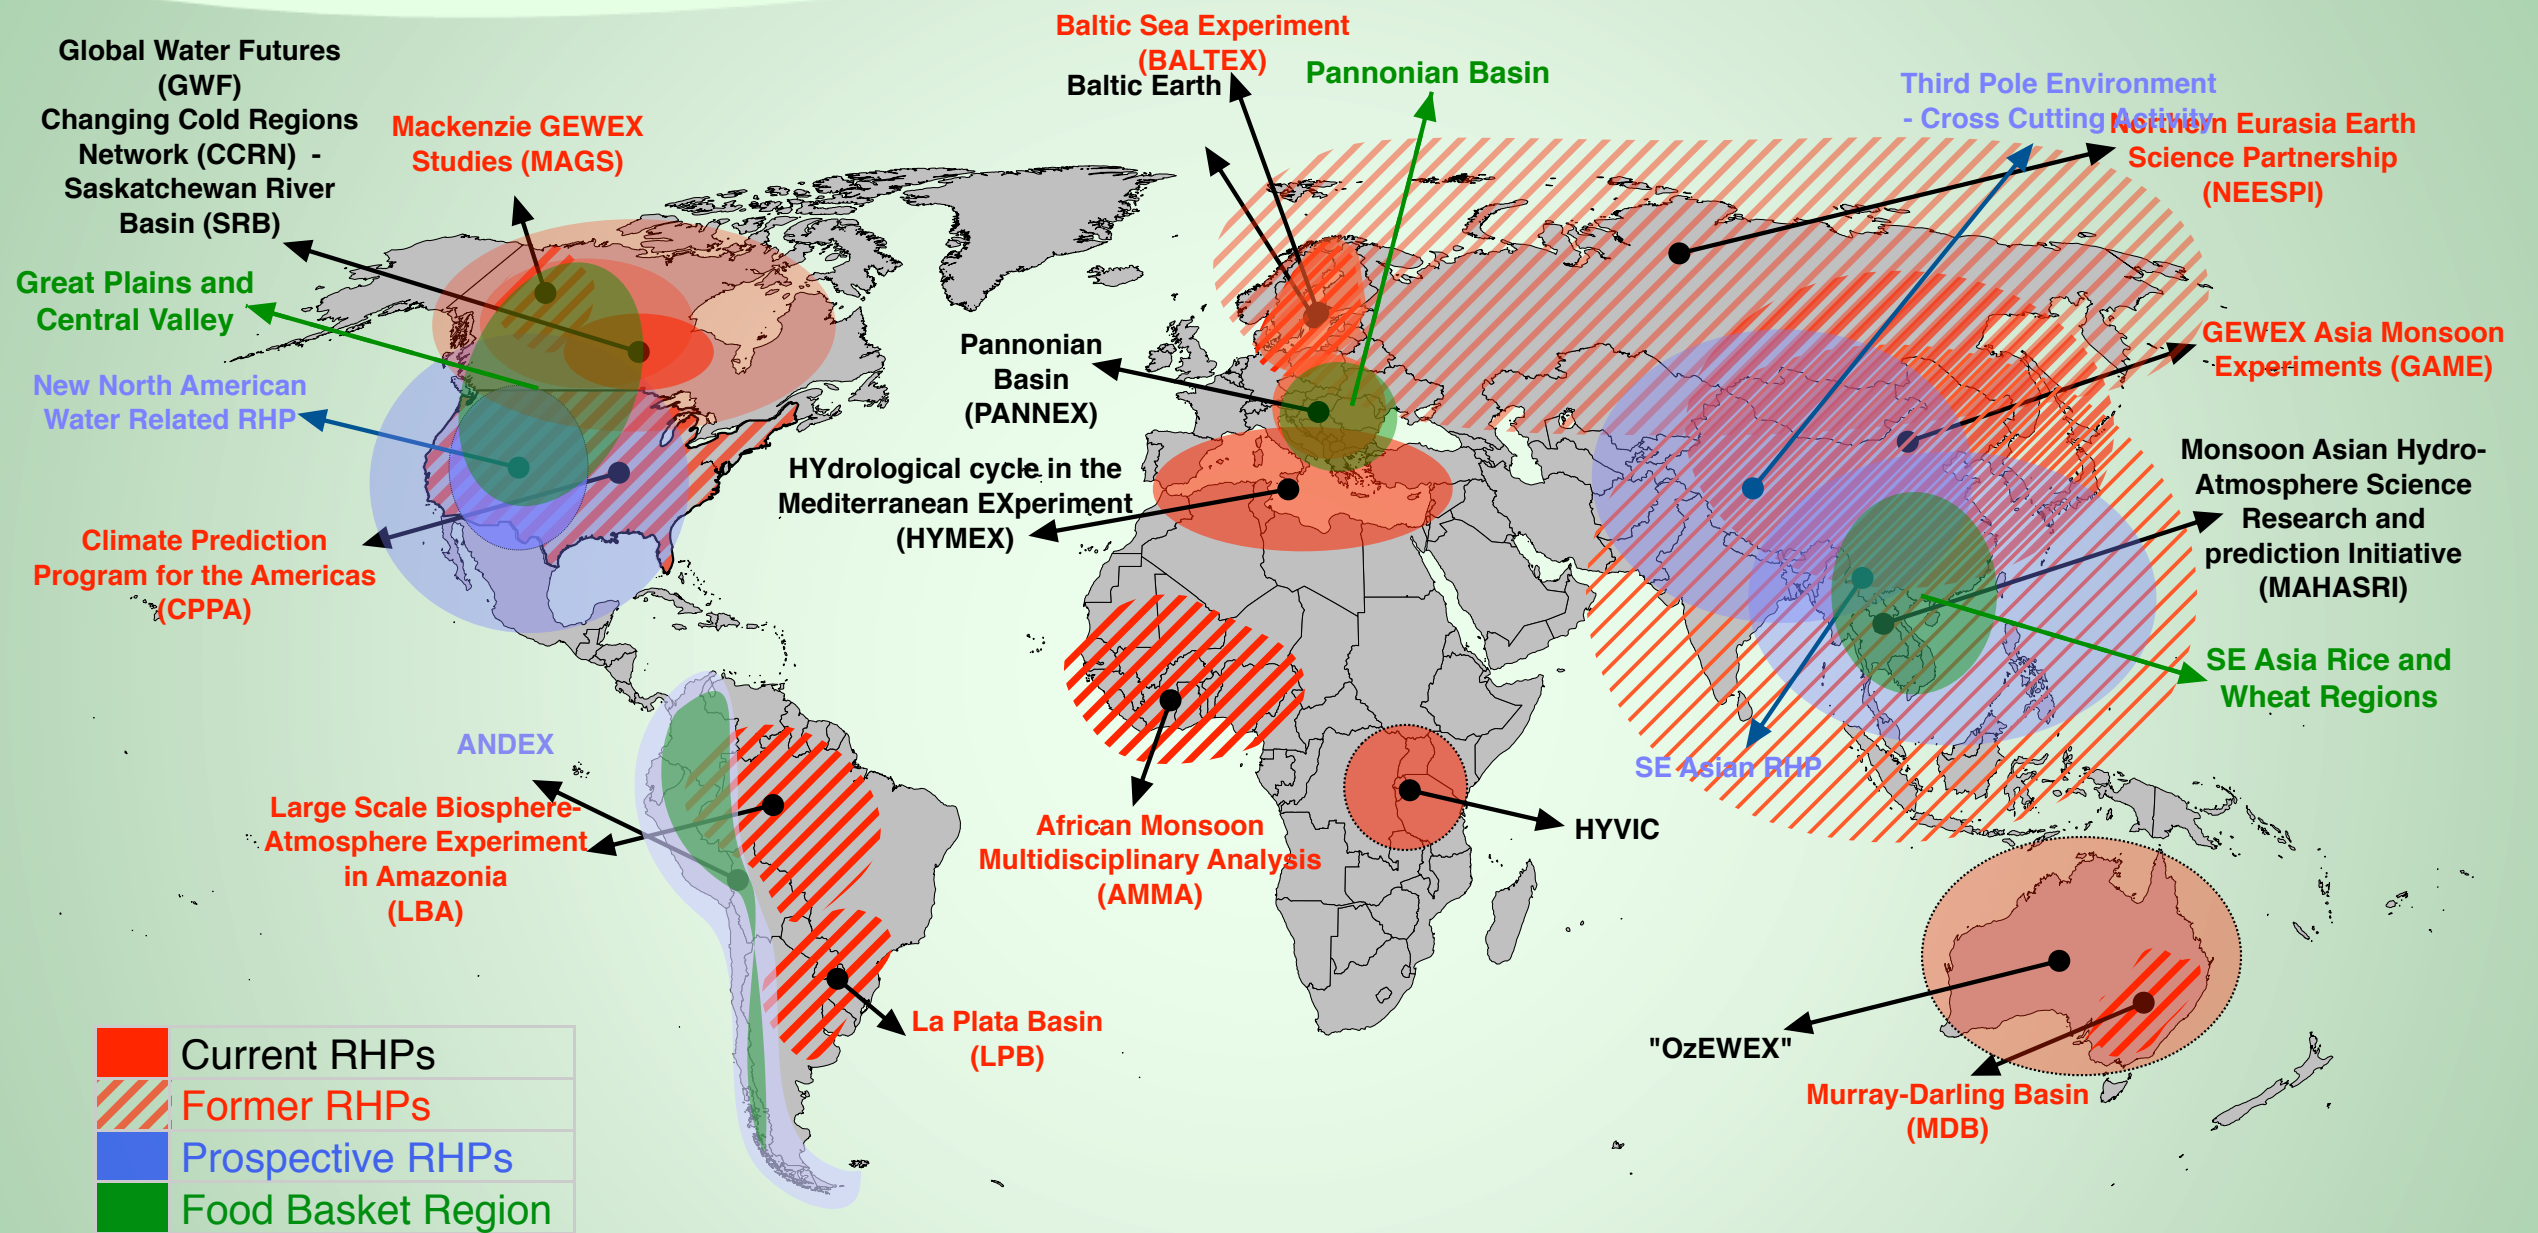 Global Water Futures
(GWF)
Changing Cold Regions
Network (CCRN) -
Saskatchewan River
Basin (SRB)
Mackenzie GEWEX
Studies (MAGS)
Great Plains and
Central Valley
New North American
Water Related RHP
Climate Prediction
Program for the Americas
(CPPA)
Baltic Sea Experiment
(BALTEX)
Baltic Earth
Pannonian Basin
Third Pole Environment
- Cross Cutting Activity
Northern Eurasia Earth
Science Partnership
(NEESPI)
Pannonian
Basin
(PANNEX)
HYdrological cycle in the
Mediterranean EXperiment
(HYMEX)
GEWEX Asia Monsoon
Experiments (GAME)
Monsoon Asian Hydro-
Atmosphere Science
Research and
prediction Initiative
(MAHASRI)
SE Asia Rice and
Wheat Regions
SE Asian RHP
ANDEX
Large Scale Biosphere-
Atmosphere Experiment
in Amazonia
(LBA)
African Monsoon
Multidisciplinary Analysis
(AMMA)
HYVIC
La Plata Basin
(LPB)
"OzEWEX"
Murray-Darling Basin
(MDB)
Current RHPs
Former RHPs
Prospective RHPs
Food Basket Region